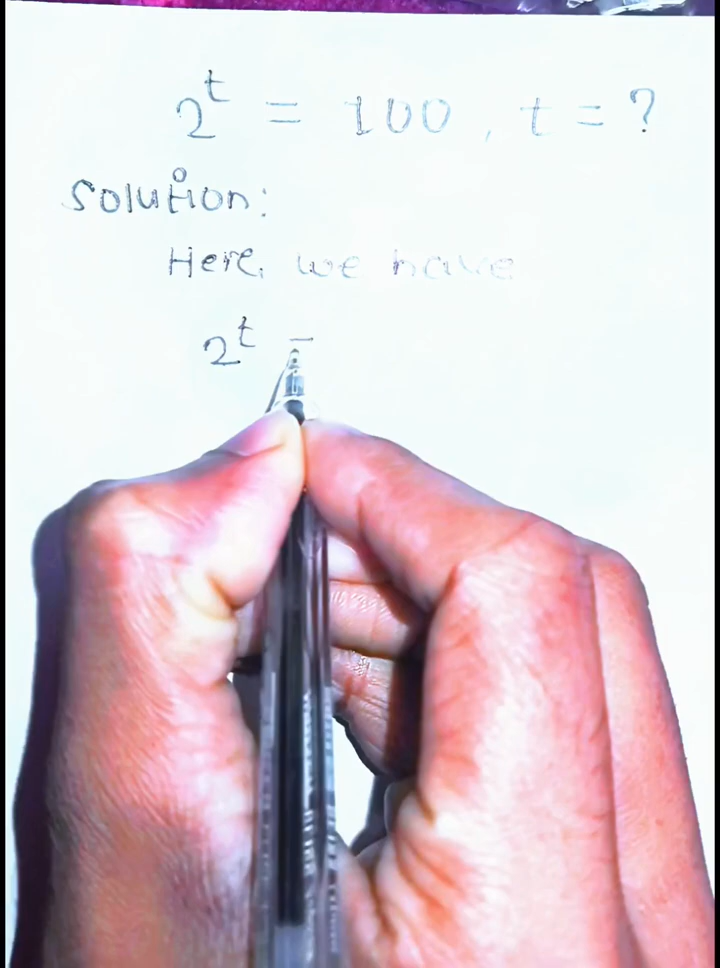 2^t = 100, t = ?
Solution:
Here, we have
2^t =